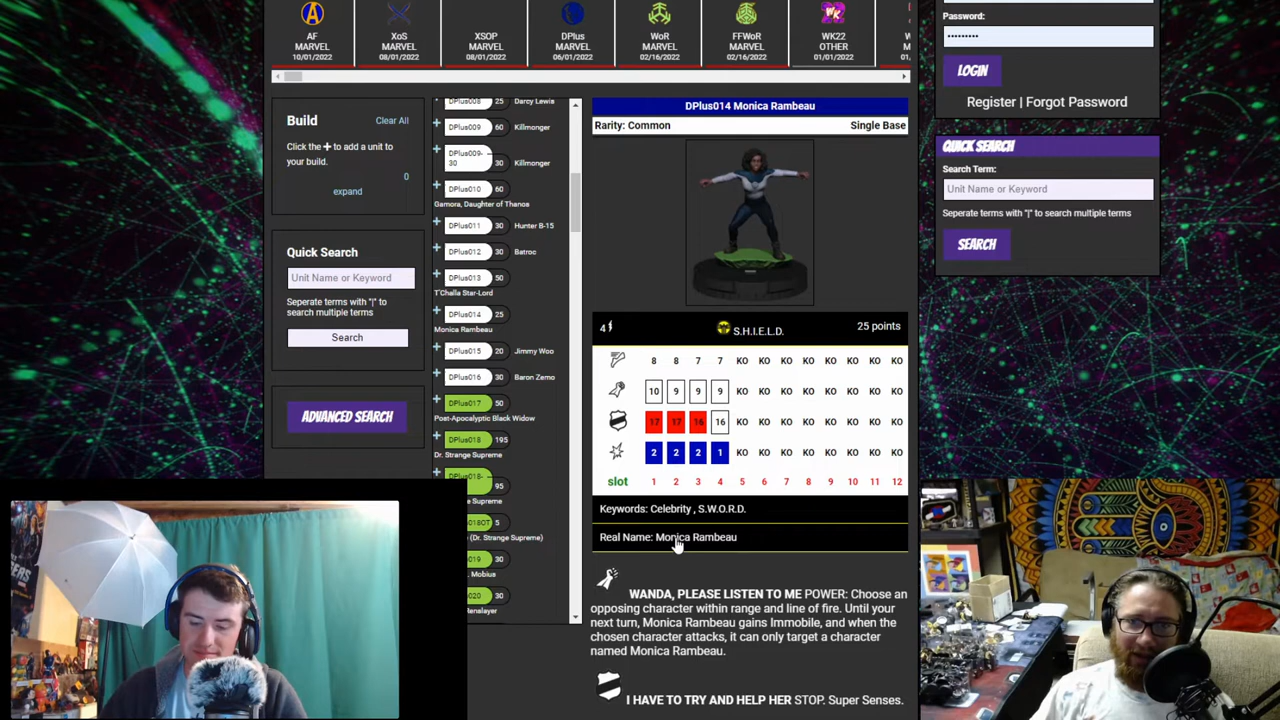 AF
MARVEL
10/01/2022
XoS
MARVEL
08/01/2022
XSOP
MARVEL
08/01/2022
DPlus
MARVEL
06/01/2022
WoR
MARVEL
02/16/2022
FFWoR
MARVEL
02/16/2022
WK22
OTHER
01/01/2022
Password:
LOGIN
Register | Forgot Password
QUICK SEARCH
Search Term:
Unit Name or Keyword
Seperate terms with "|" to search multiple terms
SEARCH
Build
Clear All
Click the + to add a unit to
your build.
0
expand
Quick Search
Unit Name or Keyword
Seperate terms with "|" to
search multiple terms
Search
ADVANCED SEARCH
DPlus008 25 Darcy Lewis
DPlus009 60 Killmonger
DPlus009-
30 30 Killmonger
DPlus010 60
Gamora, Daughter of Thanos
DPlus011 30 Hunter B-15
DPlus012 30 Batroc
DPlus013 50
T'Challa Star-Lord
DPlus014 25
Monica Rambeau
DPlus015 20 Jimmy Woo
DPlus016 30 Baron Zemo
DPlus017 50
Post-Apocalyptic Black Widow
DPlus018 195
Dr. Strange Supreme
DPlus018-
95
Supreme
018OT 5
(Dr. Strange Supreme)
019 30
Mobius
020 30
Renslayer
DPlus014 Monica Rambeau
Rarity: Common Single Base
4 S.H.I.E.L.D. 25 points
8 8 7 7 KO KO KO KO KO KO KO KO
10 9 9 9 KO KO KO KO KO KO KO KO
17 17 16 16 KO KO KO KO KO KO KO KO
2 2 2 1 KO KO KO KO KO KO KO KO
slot 1 2 3 4 5 6 7 8 9 10 11 12
Keywords: Celebrity , S.W.O.R.D.
Real Name: Monica Rambeau
WANDA, PLEASE LISTEN TO ME POWER: Choose an
opposing character within range and line of fire. Until your
next turn, Monica Rambeau gains Immobile, and when the
chosen character attacks, it can only target a character
named Monica Rambeau.
I HAVE TO TRY AND HELP HER STOP. Super Senses.